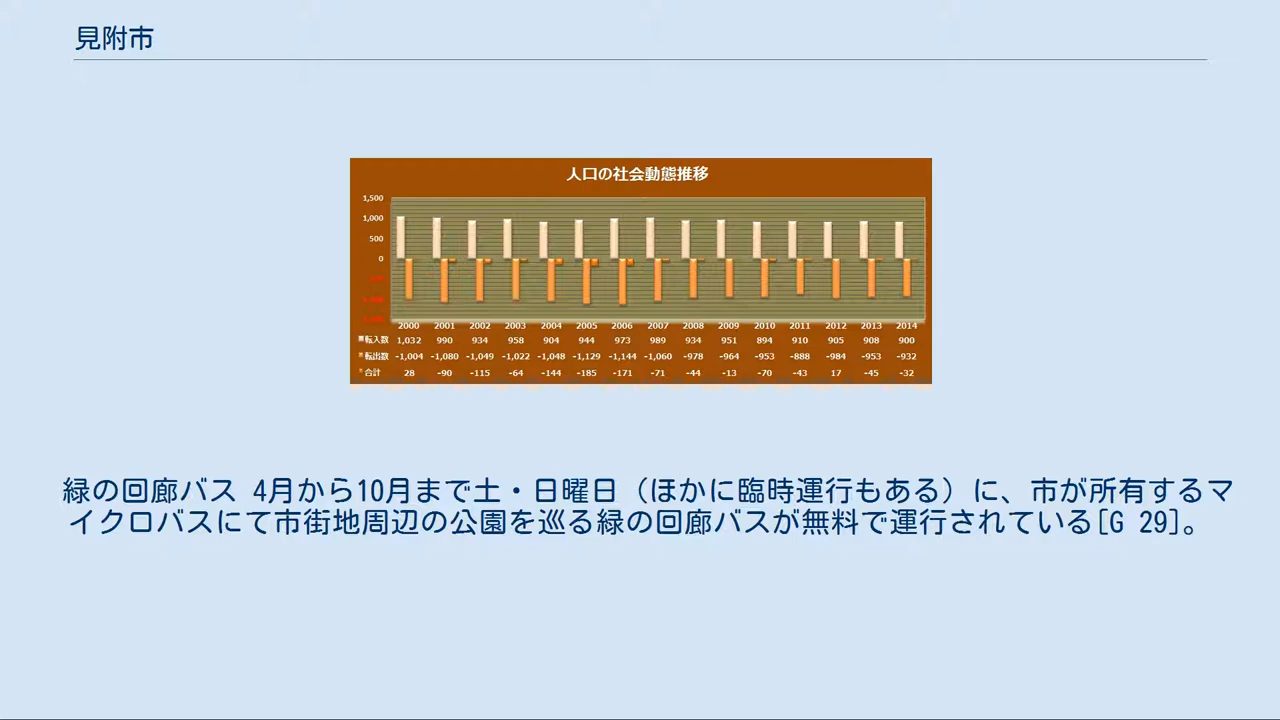 見附市
人口の社会動態推移
1,500
1,000
500
0
2000 2001 2002 2003 2004 2005 2006 2007 2008 2009 2010 2011 2012 2013 2014
転入数 1,032 990 934 958 904 944 973 989 934 951 894 910 905 908 900
転出数 -1,004 -1,080 -1,049 -1,022 -1,048 -1,129 -1,144 -1,060 -978 -964 -953 -888 -984 -953 -932
合計 28 -90 -115 -64 -144 -185 -171 -71 -44 -13 -70 -43 17 -45 -32
緑の回廊バス 4月から10月まで土・日曜日（ほかに臨時運行もある）に、市が所有するマ
イクロバスにて市街地周辺の公園を巡る緑の回廊バスが無料で運行されている[G 29]。